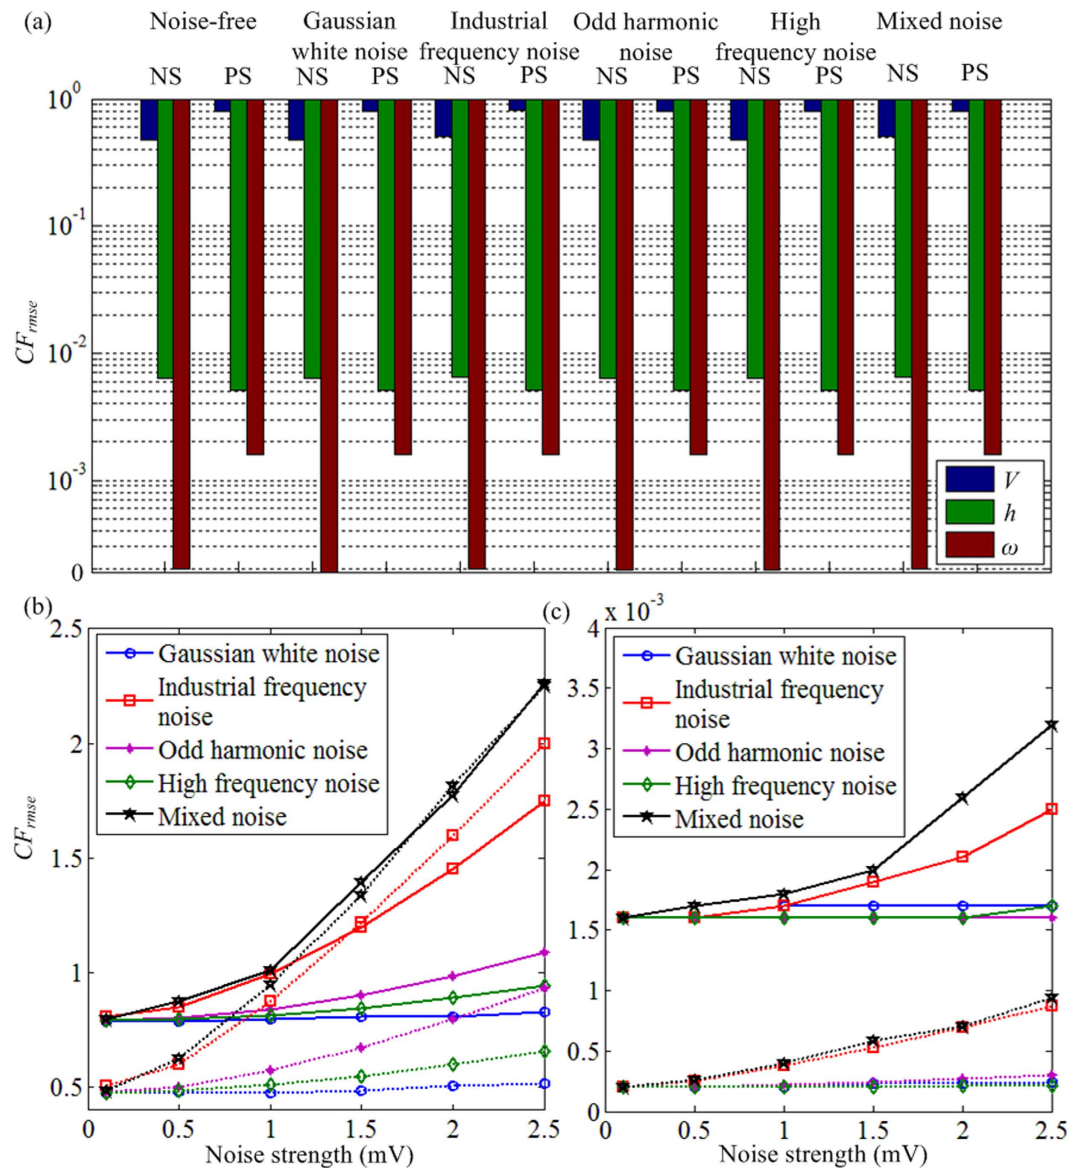 (a)
Noise-free
Gaussian
white noise
Industrial
frequency noise
Odd harmonic
noise
High
frequency noise
Mixed noise
NS PS NS PS NS PS NS PS NS PS NS PS
10^0
10^-1
10^-2
10^-3
0
CF_rmse
V
h
ω
(b)
2.5
2
1.5
1
0.5
CF_rmse
Gaussian white noise
Industrial frequency
noise
Odd harmonic noise
High frequency noise
Mixed noise
0 0.5 1 1.5 2 2.5
Noise strength (mV)
(c)
x 10^-3
4
3.5
3
2.5
2
1.5
1
0.5
0
Gaussian white noise
Industrial frequency
noise
Odd harmonic noise
High frequency noise
Mixed noise
0 0.5 1 1.5 2 2.5
Noise strength (mV)